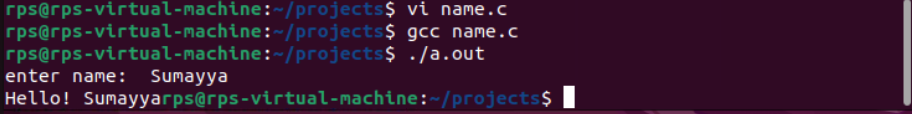 rps@rps-virtual-machine:~/projects$ vi name.c
rps@rps-virtual-machine:~/projects$ gcc name.c
rps@rps-virtual-machine:~/projects$ ./a.out
enter name:  Sumayya
Hello! Sumayyarps@rps-virtual-machine:~/projects$